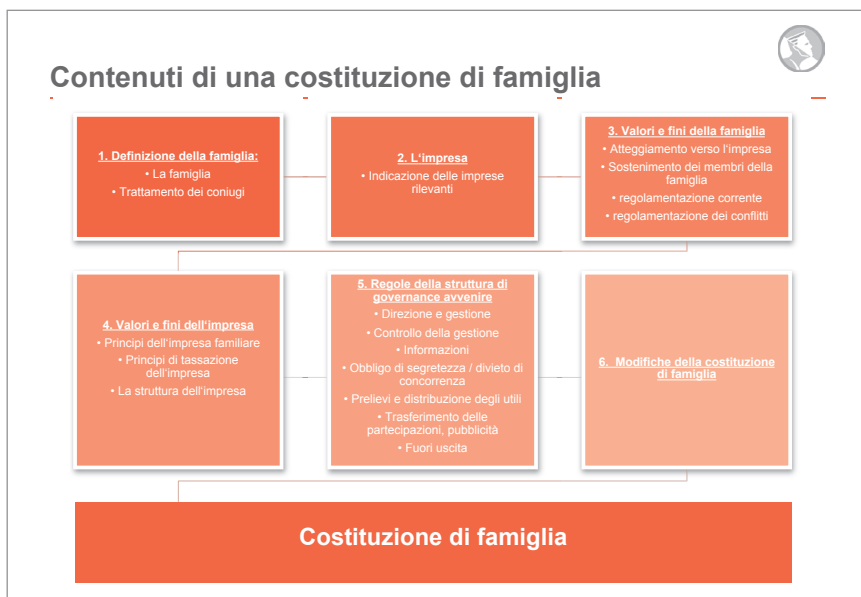 Contenuti di una costituzione di famiglia
1. Definizione della famiglia:
• La famiglia
• Trattamento dei coniugi
2. L‘impresa
• Indicazione delle imprese
rilevanti
3. Valori e fini della famiglia
• Atteggiamento verso l‘impresa
• Sostenimento dei membri della
famiglia
• regolamentazione corrente
• regolamentazione dei conflitti
4. Valori e fini dell‘impresa
• Principi dell‘impresa familiare
• Principi di tassazione
dell‘impresa
• La struttura dell‘impresa
5. Regole della struttura di
governance avvenire
• Direzione e gestione
• Controllo della gestione
• Informazioni
• Obbligo di segretezza / divieto di
concorrenza
• Prelievi e distribuzione degli utili
• Trasferimento delle
partecipazioni, pubblicità
• Fuori uscita
6. Modifiche della costituzione
di famiglia
Costituzione di famiglia